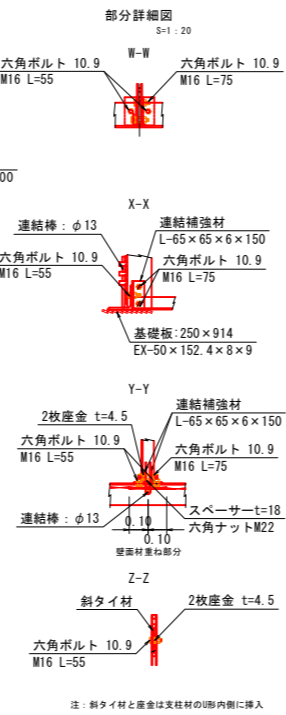 部分詳細図
S=1 : 20
W-W
六角ボルト 10.9
M16 L=55
六角ボルト 10.9
M16 L=75
00
X-X
連結棒 : φ13
連結補強材
L-65×65×6×150
六角ボルト 10.9
M16 L=55
六角ボルト 10.9
M16 L=75
基礎板:250×914
EX-50×152.4×8×9
Y-Y
2枚座金 t=4.5
連結補強材
L-65×65×6×150
六角ボルト 10.9
M16 L=55
六角ボルト 10.9
M16 L=75
スペーサーt=18
六角ナットM22
連結棒 : φ13
0.10
0.10
壁面材重ね部分
Z-Z
斜タイ材
2枚座金 t=4.5
六角ボルト 10.9
M16 L=55
注 : 斜タイ材と座金は支柱材のU形内側に挿入